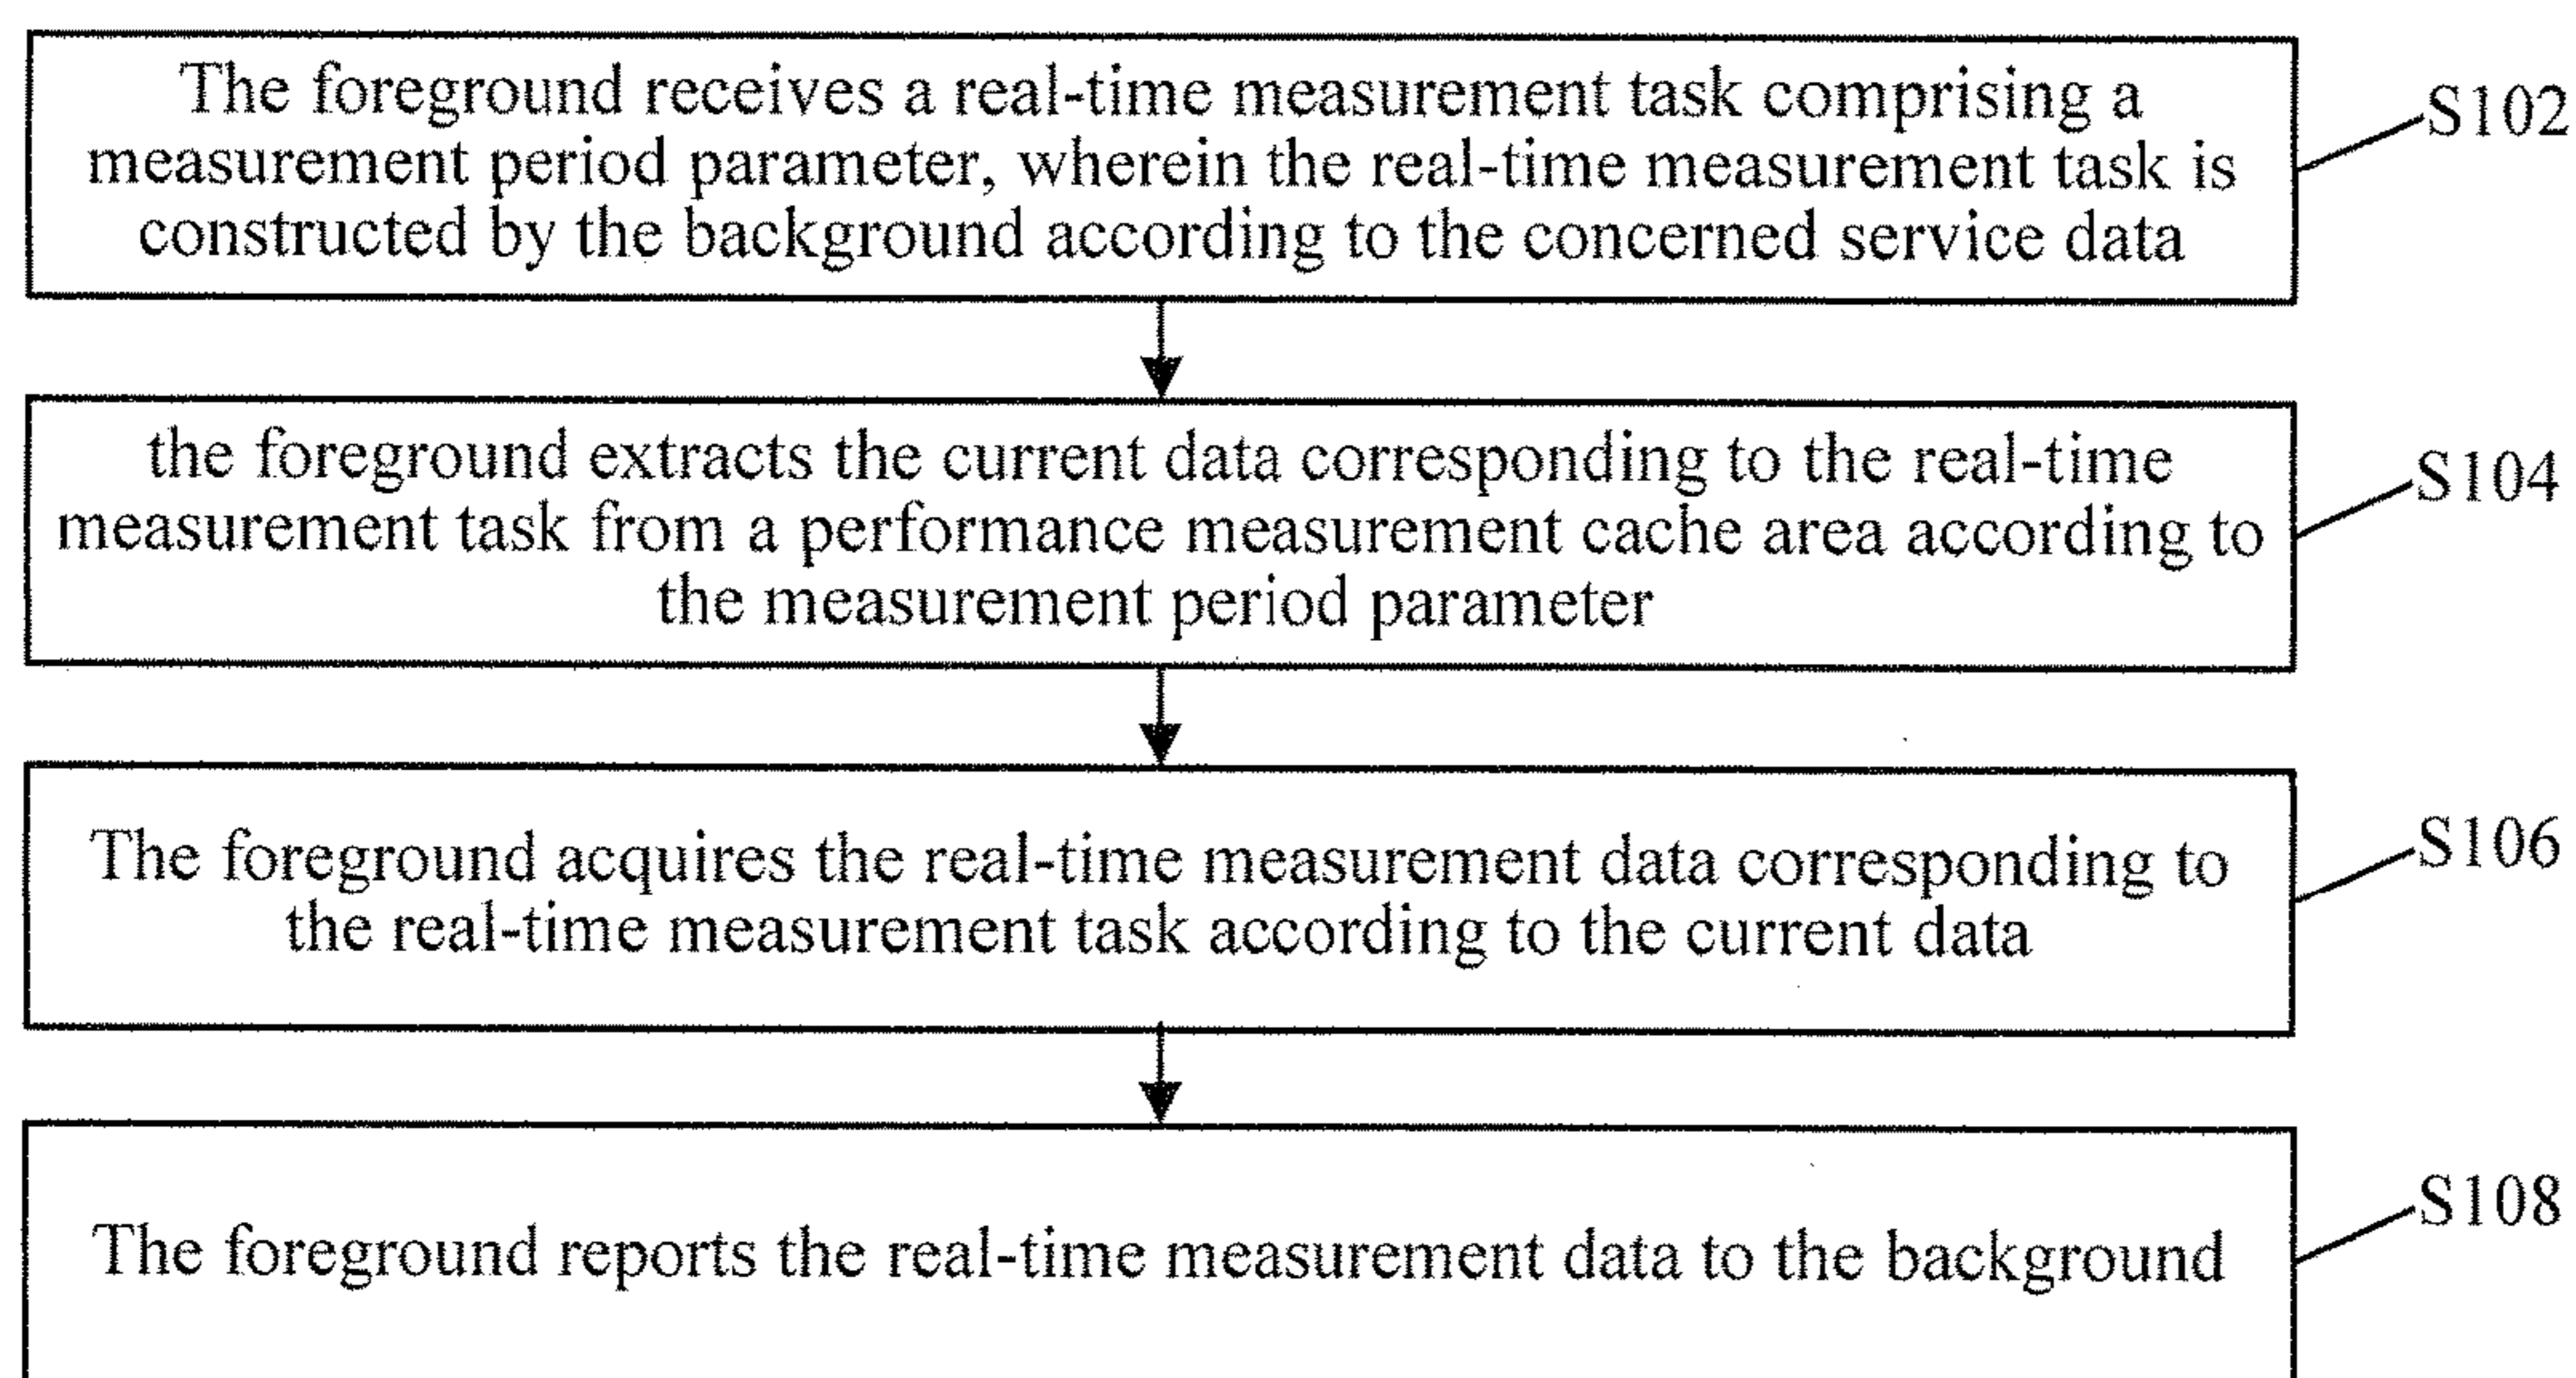 The foreground receives a real-time measurement task comprising a
measurement period parameter, wherein the real-time measurement task is
constructed by the background according to the concerned service data
S102
the foreground extracts the current data corresponding to the real-time
measurement task from a performance measurement cache area according to
the measurement period parameter
S104
The foreground acquires the real-time measurement data corresponding to
the real-time measurement task according to the current data
S106
The foreground reports the real-time measurement data to the background
S108